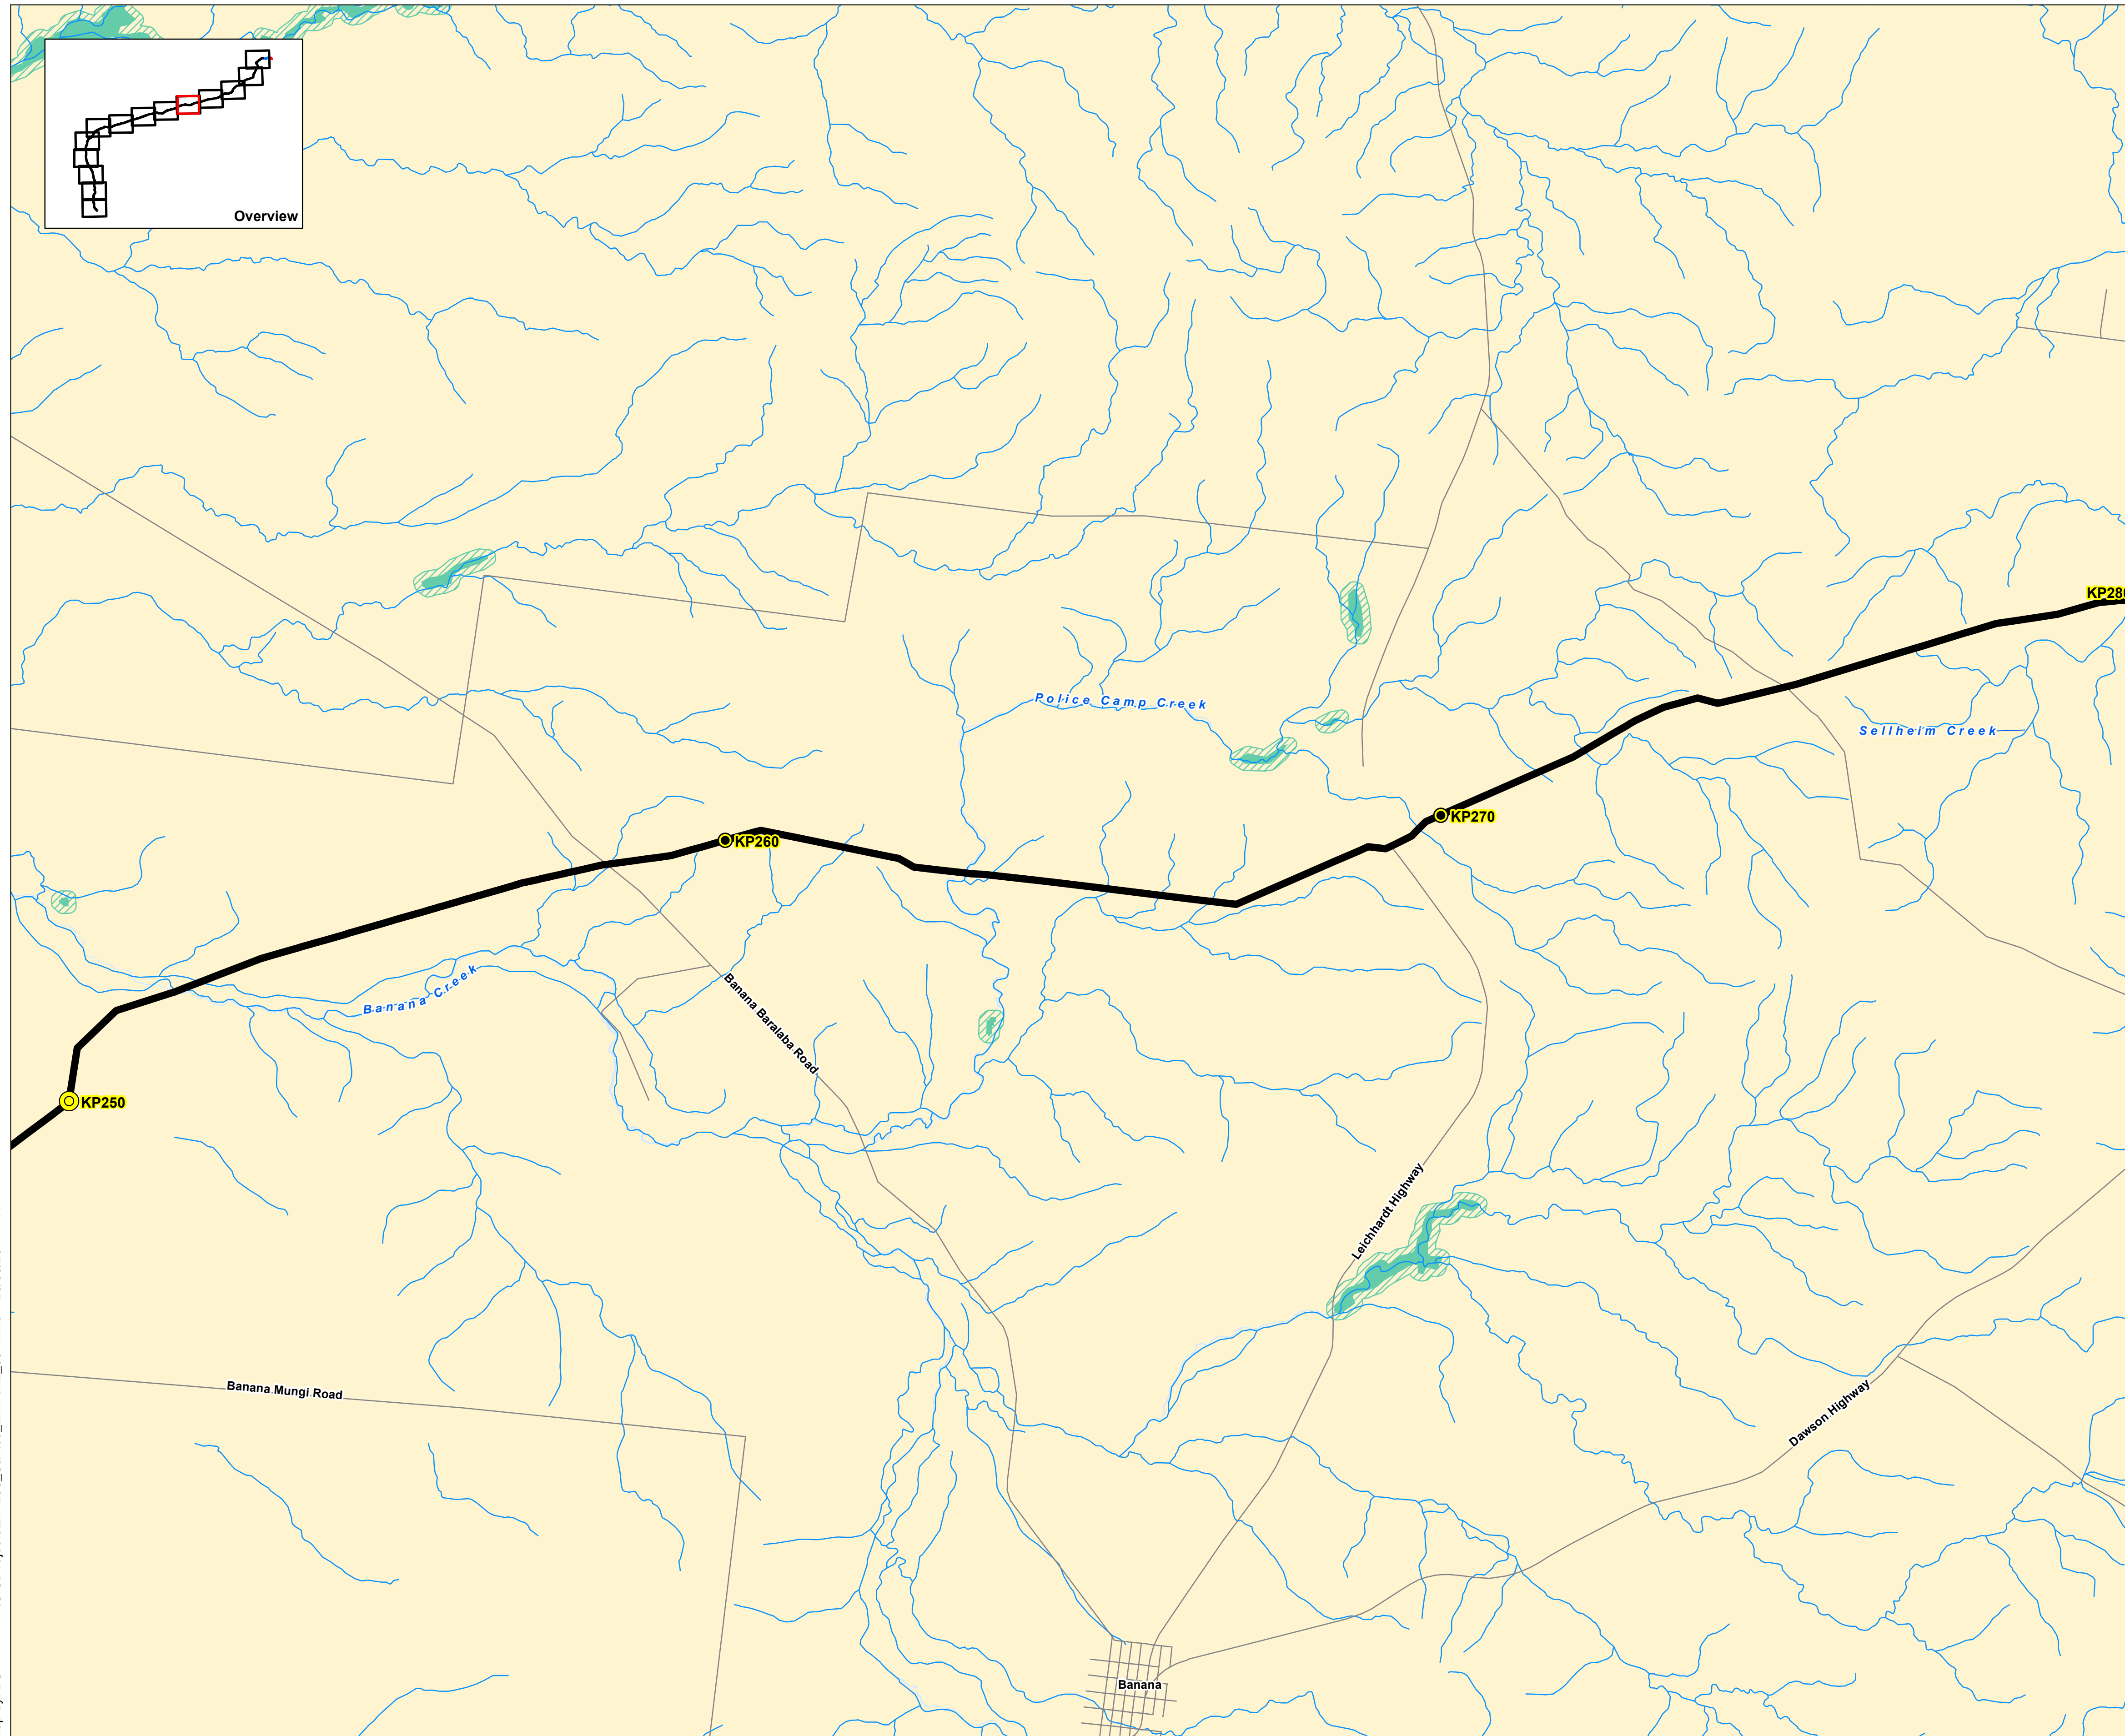 Overview
KP280
Police Camp Creek
Sellheim Creek
KP270
KP260
Banana Creek
Banana Baralaba Road
KP250
Leichhardt Highway
Banana Mungi Road
Dawson Highway
Banana